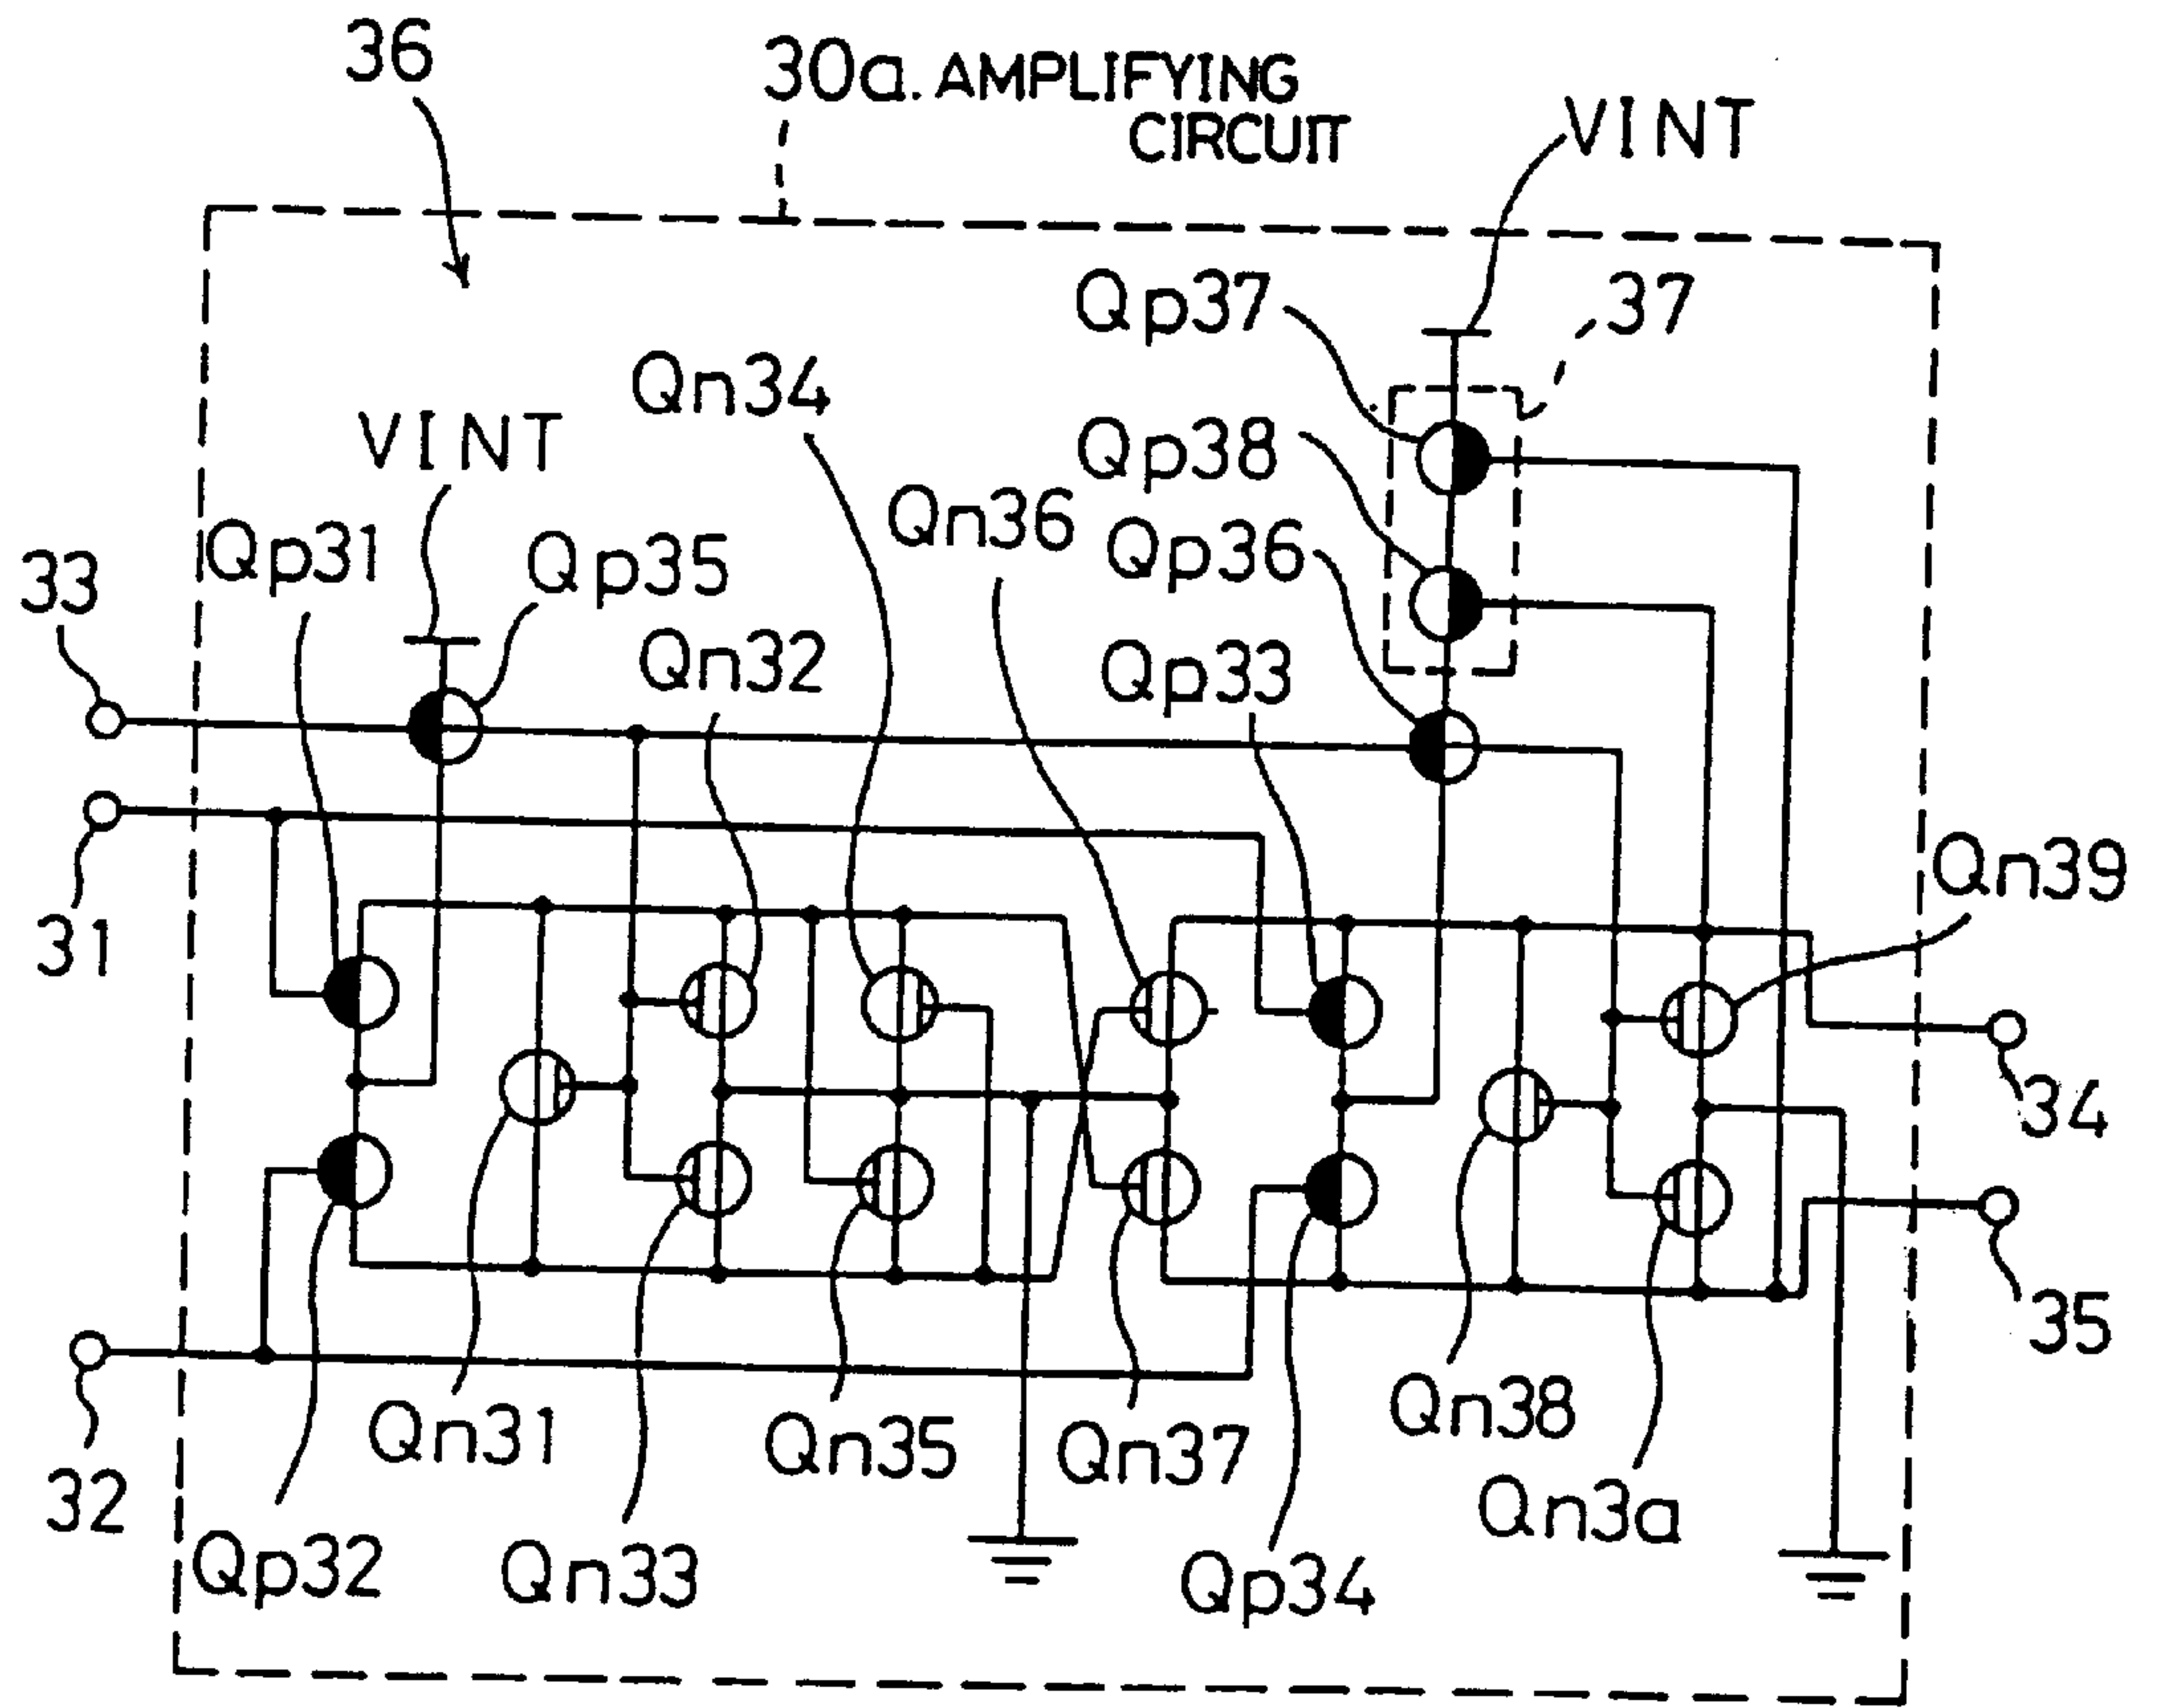 36
30a. AMPLIFYING
CIRCUIT
VINT
Qp37
37
Qn34
VINT
Qp38
Qn36
Qp36
Qp31
Qp35
33
Qn32
Qp33
Qn39
31
34
35
Qn38
Qn31
Qn35
Qn37
32
Qn3a
Qp32
Qn33
Qp34